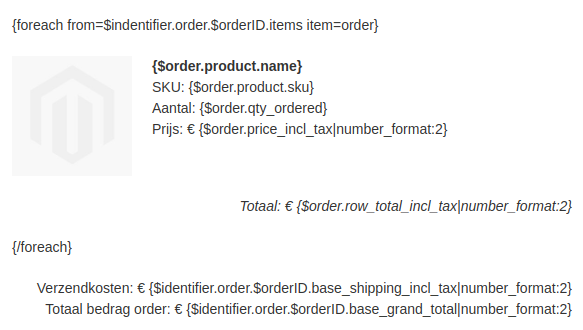 {foreach from=$indentifier.order.$orderID.items item=order}
{$order.product.name}
SKU: {$order.product.sku}
Aantal: {$order.qty_ordered}
Prijs: € {$order.price_incl_tax|number_format:2}
Totaal: € {$order.row_total_incl_tax|number_format:2}
{/foreach}
Verzendkosten: € {$identifier.order.$orderID.base_shipping_incl_tax|number_format:2}
Totaal bedrag order: € {$identifier.order.$orderID.base_grand_total|number_format:2}